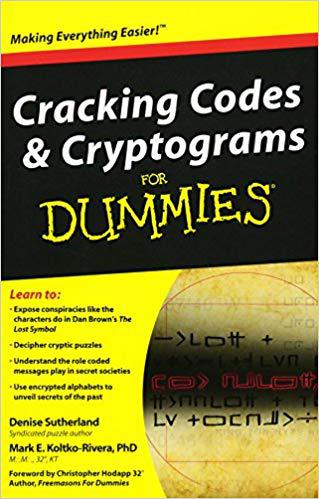 Making Everything Easier!™
Cracking Codes
& Cryptograms
FOR
DUMMIES®
Learn to:
• Expose conspiracies like the
characters do in Dan Brown's The
Lost Symbol
• Decipher cryptic puzzles
• Understand the role coded
messages play in secret societies
• Use encrypted alphabets to
unveil secrets of the past
Denise Sutherland
Syndicated puzzle author
Mark E. Koltko-Rivera, PhD
M.·.M.·., 32°, KT
Foreword by Christopher Hodapp 32°
Author, Freemasons For Dummies